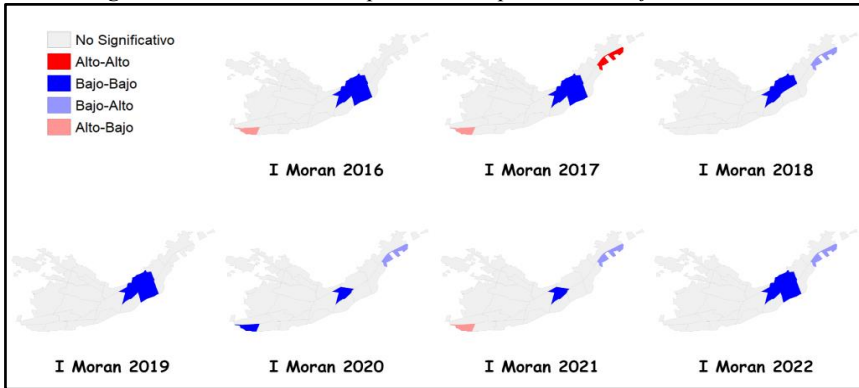 No Significativo
Alto-Alto
Bajo-Bajo
Bajo-Alto
Alto-Bajo
I Moran 2016
I Moran 2017
I Moran 2018
I Moran 2019
I Moran 2020
I Moran 2021
I Moran 2022